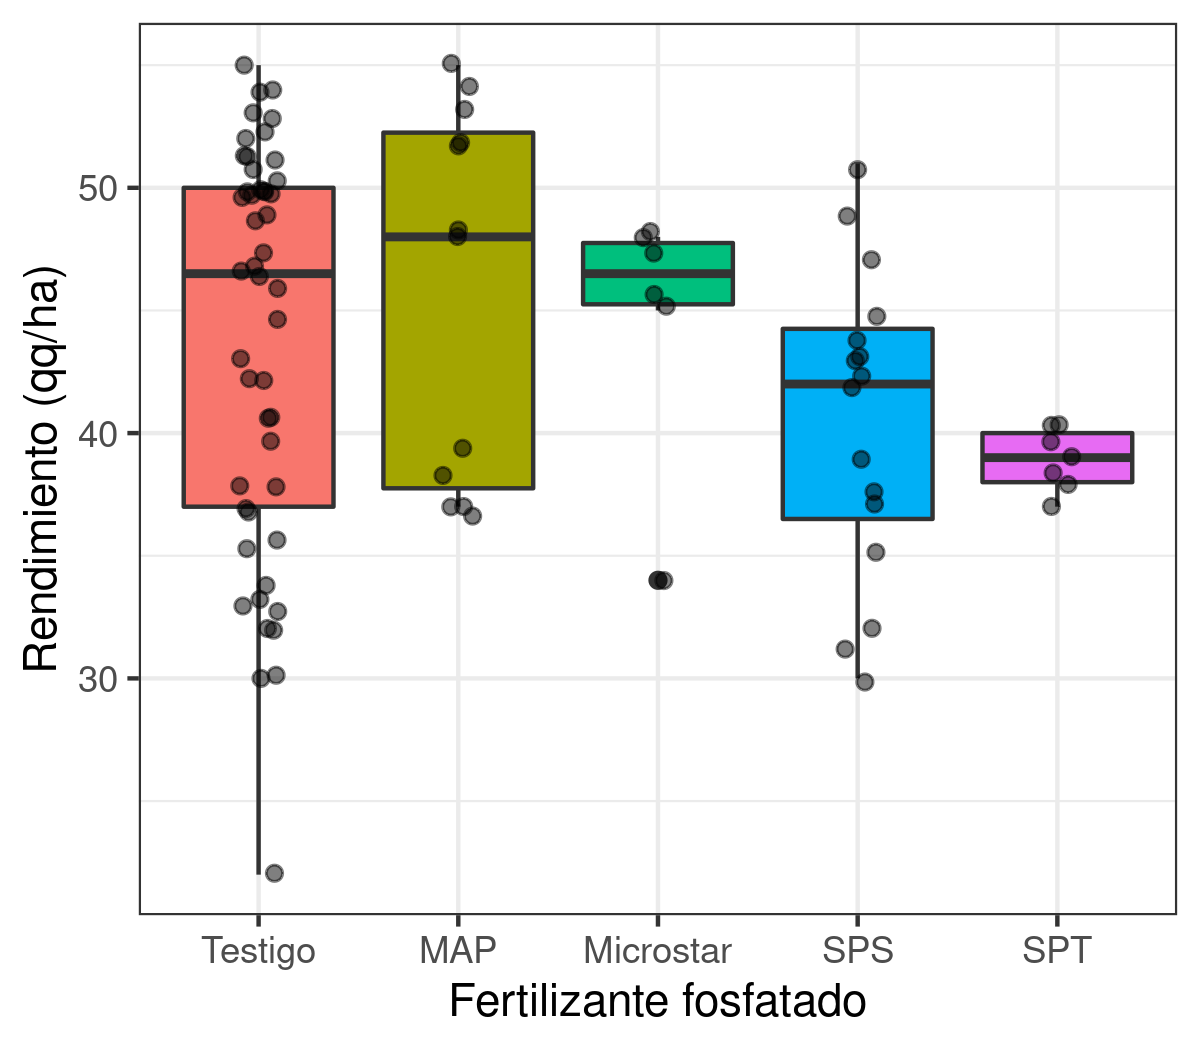 Rendimiento (qq/ha)
50
40
30
Testigo MAP Microstar SPS SPT
Fertilizante fosfatado